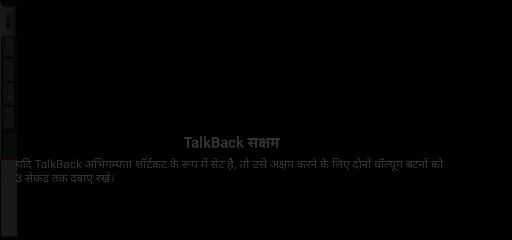 TalkBack सक्षम
यदि TalkBack अभिगम्यता शॉर्टकट के रूप में सेट है, तो उसे अक्षम करने के लिए दोनों वॉल्यूम बटनों को
3 सेकंड तक दबाए रखें।